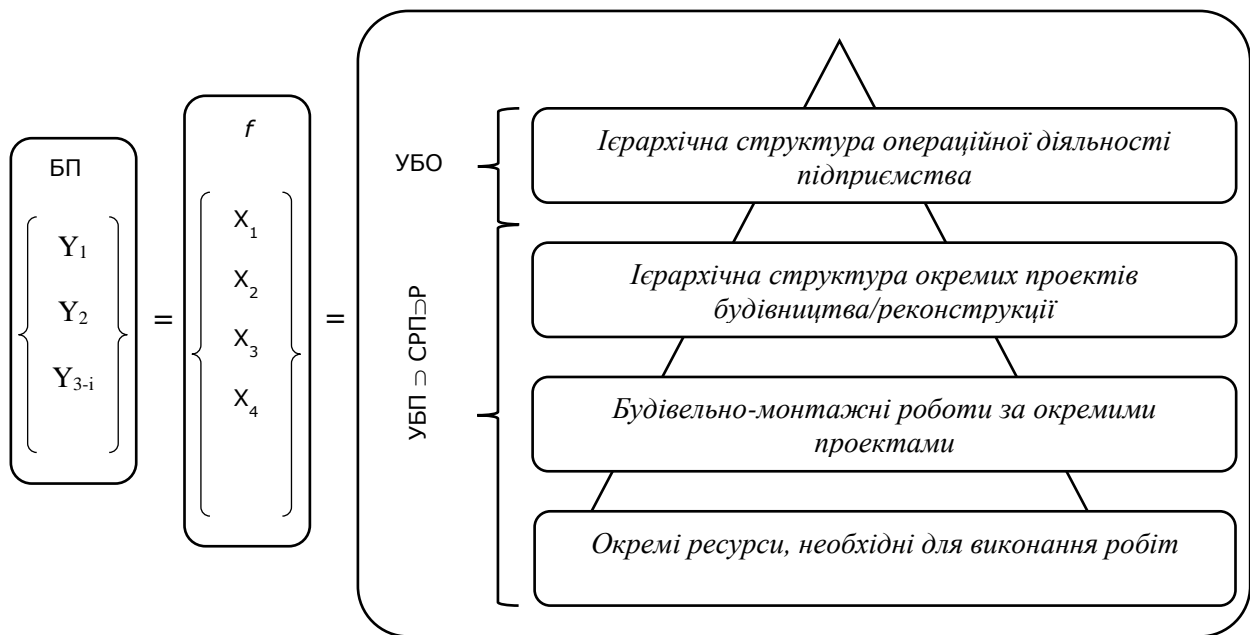 БП
Y1
Y2
Y3-i
=
f
X1
X2
X3
X4
=
УБО
УБП ⊃ СРП⊃Р
Ієрархічна структура операційної діяльності
підприємства
Ієрархічна структура окремих проектів
будівництва/реконструкції
Будівельно-монтажні роботи за окремими
проектами
Окремі ресурси, необхідні для виконання робіт